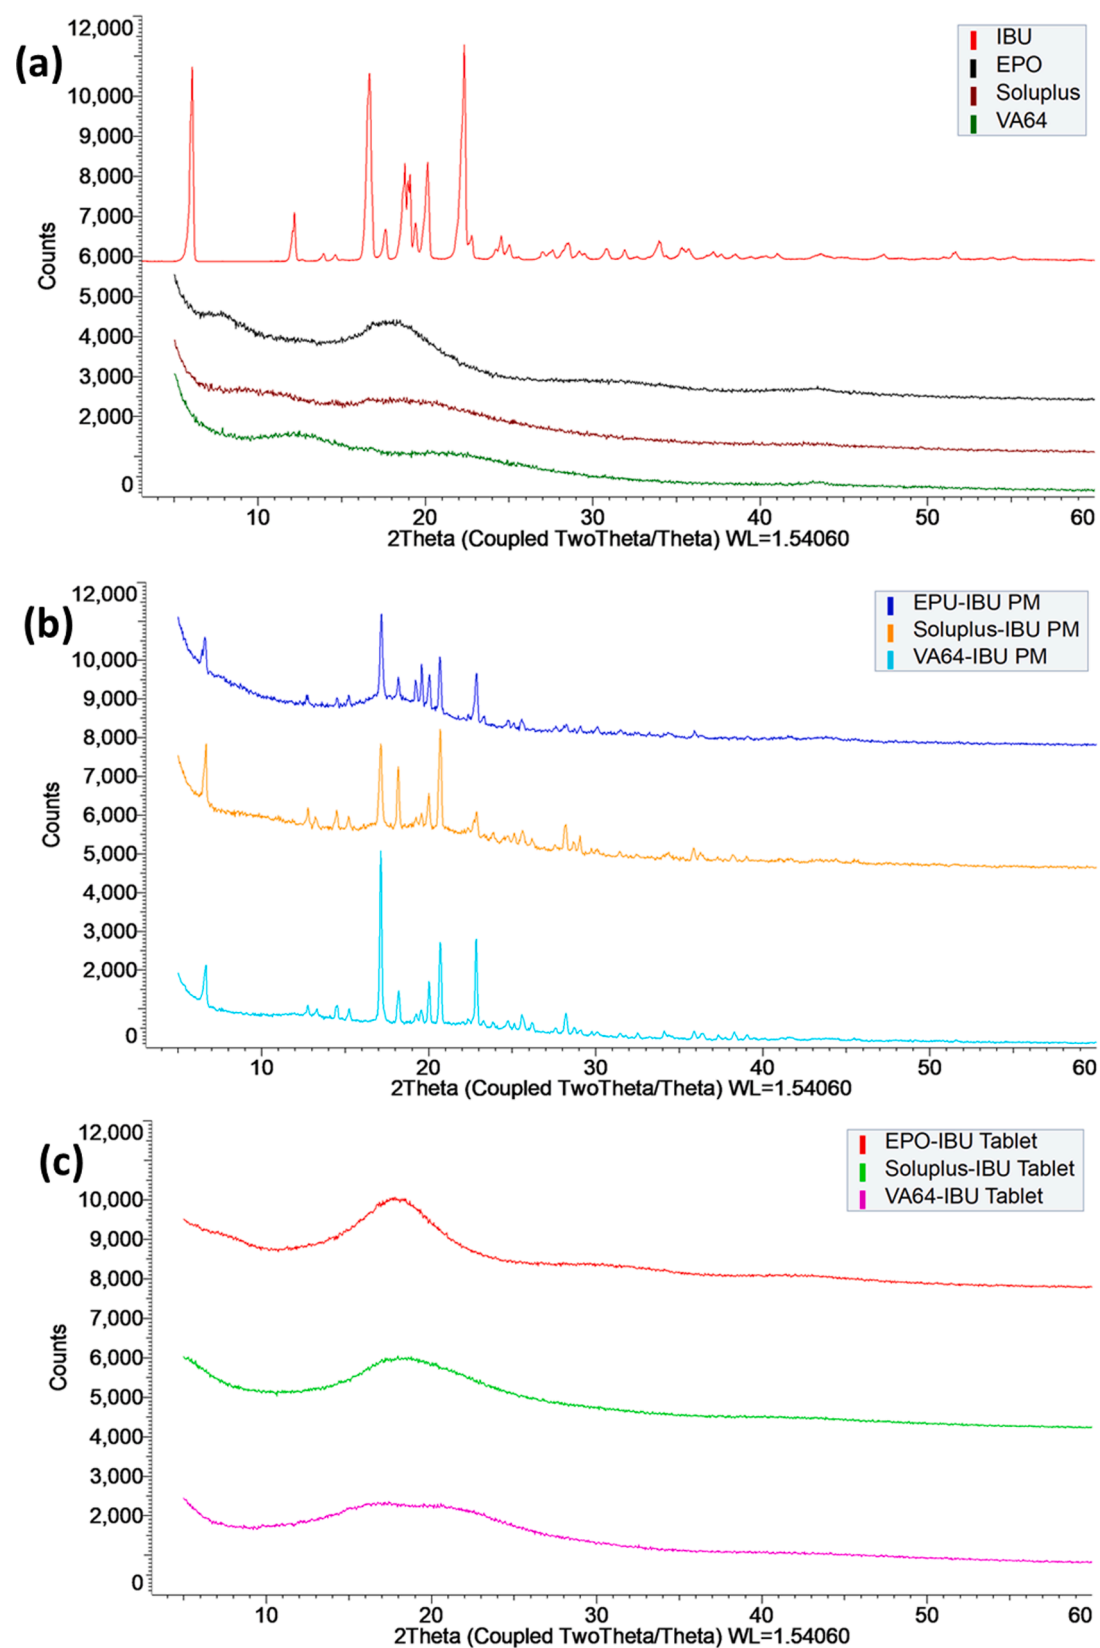 (a)
12,000
10,000
9,000
8,000
7,000
6,000
5,000
4,000
3,000
2,000
0
Counts
IBU
EPO
Soluplus
VA64
10 20 30 40 50 60
2Theta (Coupled TwoTheta/Theta) WL=1.54060
(b)
12,000
10,000
9,000
8,000
7,000
6,000
5,000
4,000
3,000
2,000
0
Counts
EPU-IBU PM
Soluplus-IBU PM
VA64-IBU PM
10 20 30 40 50 60
2Theta (Coupled TwoTheta/Theta) WL=1.54060
(c)
12,000
10,000
9,000
8,000
7,000
6,000
5,000
4,000
3,000
2,000
0
Counts
EPO-IBU Tablet
Soluplus-IBU Tablet
VA64-IBU Tablet
10 20 30 40 50 60
2Theta (Coupled TwoTheta/Theta) WL=1.54060